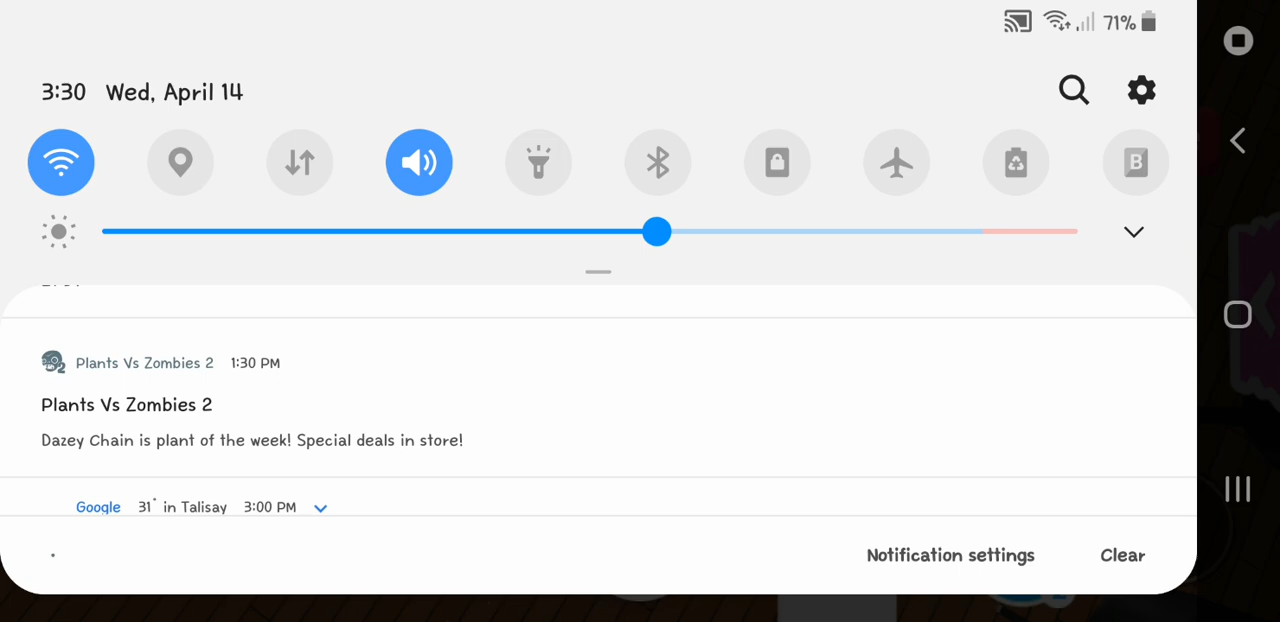 71%
3:30 Wed, April 14
B
Plants Vs Zombies 2 1:30 PM
Plants Vs Zombies 2
Dazey Chain is plant of the week! Special deals in store!
Google 31° in Talisay 3:00 PM
Notification settings Clear